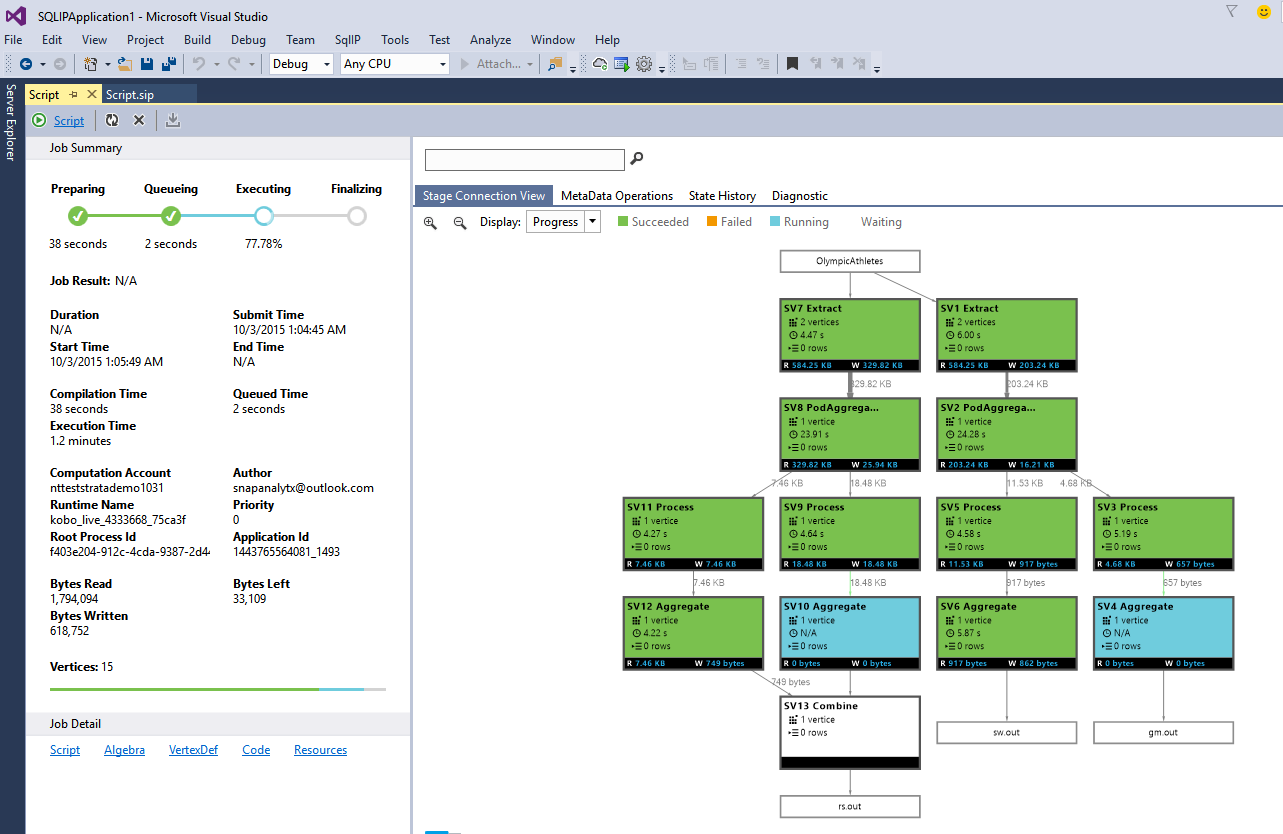 SQLIPApplication1 - Microsoft Visual Studio
File Edit View Project Build Debug Team SqlIP Tools Test Analyze Window Help
Debug Any CPU Attach...
Server Explorer
Script Script.sip
Script
Job Summary
Preparing Queueing Executing Finalizing
38 seconds 2 seconds 77.78%
Job Result: N/A
Duration Submit Time
N/A 10/3/2015 1:04:45 AM
Start Time End Time
10/3/2015 1:05:49 AM N/A
Compilation Time Queued Time
38 seconds 2 seconds
Execution Time
1.2 minutes
Computation Account Author
ntteststratademo1031 snapanalytx@outlook.com
Runtime Name Priority
kobo_live_4333668_75ca3f 0
Root Process Id Application Id
f403e204-912c-4cda-9387-2d4 1443765564081_1493
Bytes Read Bytes Left
1,794,094 33,109
Bytes Written
618,752
Vertices: 15
Job Detail
Script Algebra VertexDef Code Resources
Stage Connection View MetaData Operations State History Diagnostic
Display: Progress Succeeded Failed Running Waiting
OlympicAthletes
SV7 Extract
2 vertices
4.47 s
0 rows
R 584.25 KB W 329.82 KB
SV1 Extract
2 vertices
6.00 s
0 rows
R 584.25 KB W 203.24 KB
329.82 KB 203.24 KB
SV8 PodAggrega...
1 vertice
23.91 s
0 rows
R 329.82 KB W 25.94 KB
SV2 PodAggrega...
1 vertice
24.28 s
0 rows
R 203.24 KB W 16.21 KB
7.46 KB 18.48 KB 11.53 KB 4.68 KB
SV11 Process
1 vertice
4.27 s
0 rows
R 7.46 KB W 7.46 KB
SV9 Process
1 vertice
4.64 s
0 rows
R 18.48 KB W 18.48 KB
SV5 Process
1 vertice
4.58 s
0 rows
R 11.53 KB W 917 bytes
SV3 Process
1 vertice
5.19 s
0 rows
R 4.68 KB W 657 bytes
7.46 KB 18.48 KB 917 bytes 657 bytes
SV12 Aggregate
1 vertice
4.22 s
0 rows
R 7.46 KB W 749 bytes
SV10 Aggregate
1 vertice
N/A
0 rows
R 0 bytes W 0 bytes
SV6 Aggregate
1 vertice
5.87 s
0 rows
R 917 bytes W 862 bytes
SV4 Aggregate
1 vertice
N/A
0 rows
R 0 bytes W 0 bytes
749 bytes
SV13 Combine
1 vertice
0 rows
sw.out gm.out
rs.out